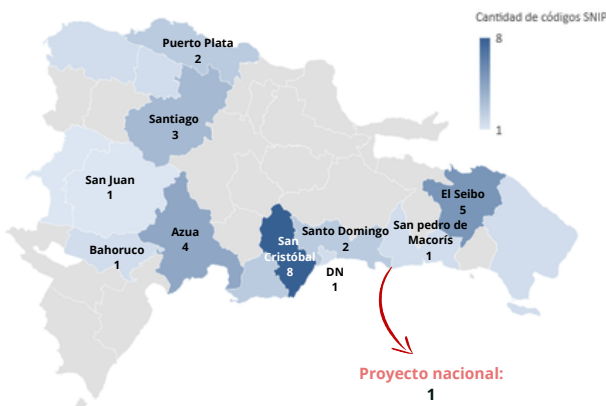 Cantidad de códigos SNIP
8
1
Puerto Plata
2
Santiago
3
San Juan
1
Bahoruco
1
Azua
4
San
Cristóbal
8
Santo Domingo
2
DN
1
San pedro de
Macorís
1
El Seibo
5
Proyecto nacional:
1